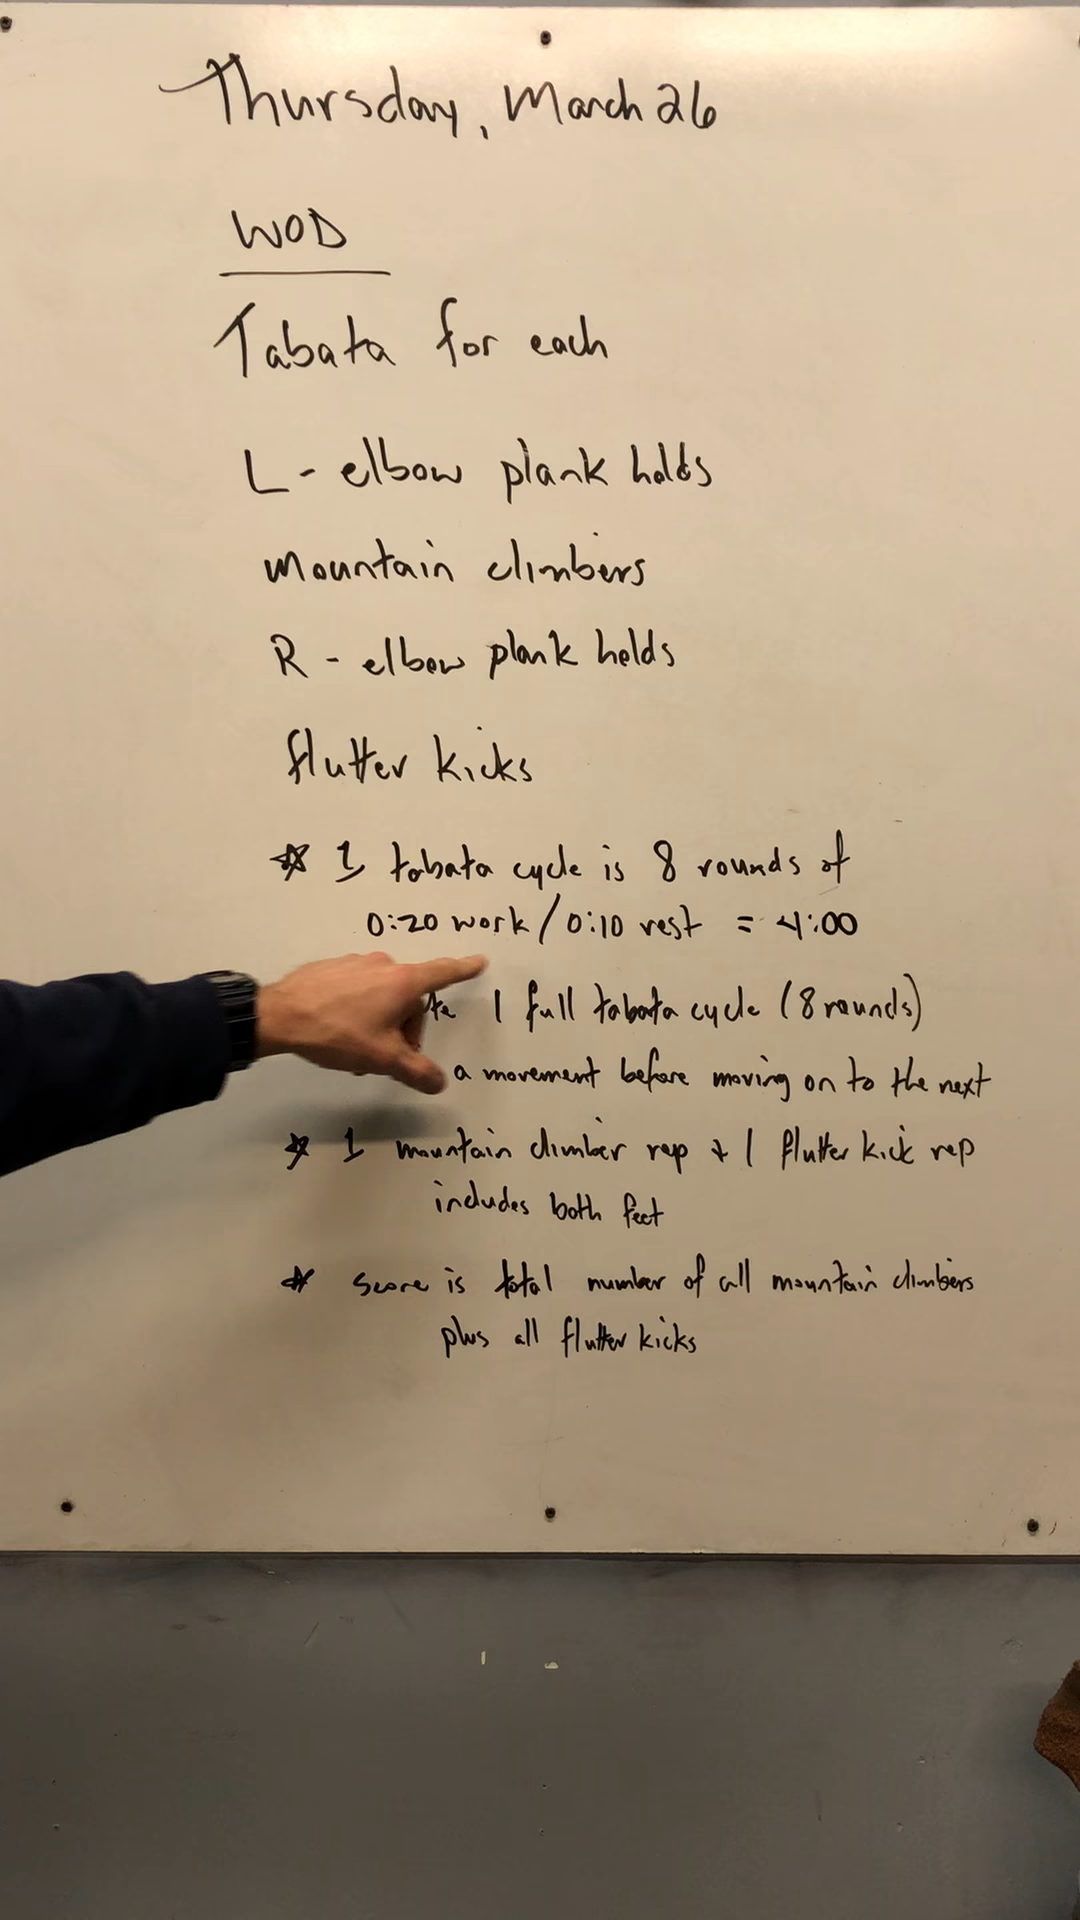 Thursday, March 26
WOD
Tabata for each
L - elbow plank holds
mountain climbers
R - elbow plank holds
flutter kicks
* 1 tabata cycle is 8 rounds of
0:20 work / 0:10 rest = 4:00
te 1 full tabata cycle (8 rounds)
a movement before moving on to the next
* 1 mountain climber rep + 1 flutter kick rep
includes both feet
* score is total number of all mountain climbers
plus all flutter kicks